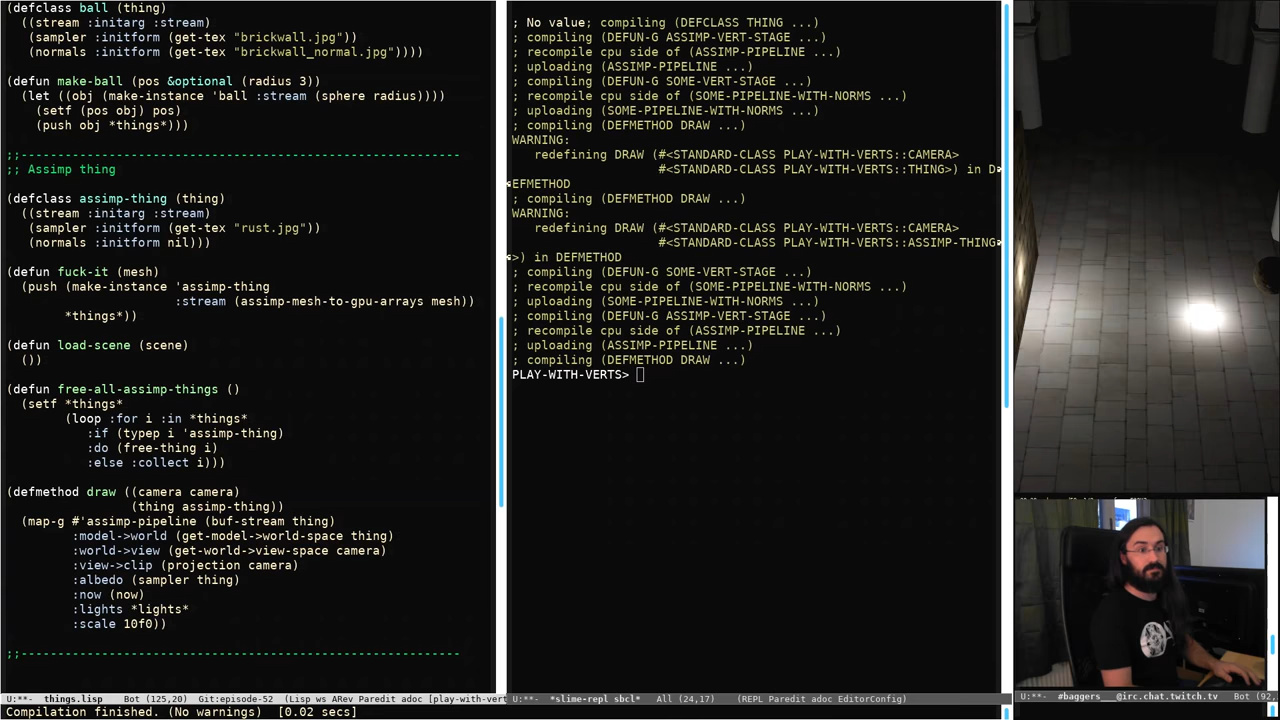 (defclass ball (thing)
  ((stream :initarg :stream)
   (sampler :initform (get-tex "brickwall.jpg"))
   (normals :initform (get-tex "brickwall_normal.jpg"))))
(defun make-ball (pos &optional (radius 3))
  (let ((obj (make-instance 'ball :stream (sphere radius))))
    (setf (pos obj) pos)
    (push obj *things*)))
;;----------------------------------------------------------
;; Assimp thing
(defclass assimp-thing (thing)
  ((stream :initarg :stream)
   (sampler :initform (get-tex "rust.jpg"))
   (normals :initform nil)))
(defun fuck-it (mesh)
  (push (make-instance 'assimp-thing
                       :stream (assimp-mesh-to-gpu-arrays mesh))
        *things*))
(defun load-scene (scene)
  ())
(defun free-all-assimp-things ()
  (setf *things*
        (loop :for i :in *things*
           :if (typep i 'assimp-thing)
           :do (free-thing i)
           :else :collect i)))
(defmethod draw ((camera camera)
                 (thing assimp-thing))
  (map-g #'assimp-pipeline (buf-stream thing)
         :model->world (get-model->world-space thing)
         :world->view (get-world->view-space camera)
         :view->clip (projection camera)
         :albedo (sampler thing)
         :now (now)
         :lights *lights*
         :scale 10f0))
;;----------------------------------------------------------
U:**-  things.lisp   Bot (125,20)  Git:episode-52  (Lisp ws ARev Paredit adoc [play-with-vert
Compilation finished. (No warnings)  [0.02 secs]
; No value; compiling (DEFCLASS THING ...)
; compiling (DEFUN-G ASSIMP-VERT-STAGE ...)
; recompile cpu side of (ASSIMP-PIPELINE ...)
; uploading (ASSIMP-PIPELINE ...)
; compiling (DEFUN-G SOME-VERT-STAGE ...)
; recompile cpu side of (SOME-PIPELINE-WITH-NORMS ...)
; uploading (SOME-PIPELINE-WITH-NORMS ...)
; compiling (DEFMETHOD DRAW ...)
WARNING:
   redefining DRAW (#<STANDARD-CLASS PLAY-WITH-VERTS::CAMERA>
                    #<STANDARD-CLASS PLAY-WITH-VERTS::THING>) in D
EFMETHOD
; compiling (DEFMETHOD DRAW ...)
WARNING:
   redefining DRAW (#<STANDARD-CLASS PLAY-WITH-VERTS::CAMERA>
                    #<STANDARD-CLASS PLAY-WITH-VERTS::ASSIMP-THING
>) in DEFMETHOD
; compiling (DEFUN-G SOME-VERT-STAGE ...)
; recompile cpu side of (SOME-PIPELINE-WITH-NORMS ...)
; uploading (SOME-PIPELINE-WITH-NORMS ...)
; compiling (DEFUN-G ASSIMP-VERT-STAGE ...)
; recompile cpu side of (ASSIMP-PIPELINE ...)
; uploading (ASSIMP-PIPELINE ...)
; compiling (DEFMETHOD DRAW ...)
PLAY-WITH-VERTS>
U:**-  *slime-repl sbcl*   All (24,17)   (REPL Paredit adoc EditorConfig)
U:**-  #baggers___@irc.chat.twitch.tv   Bot (92,